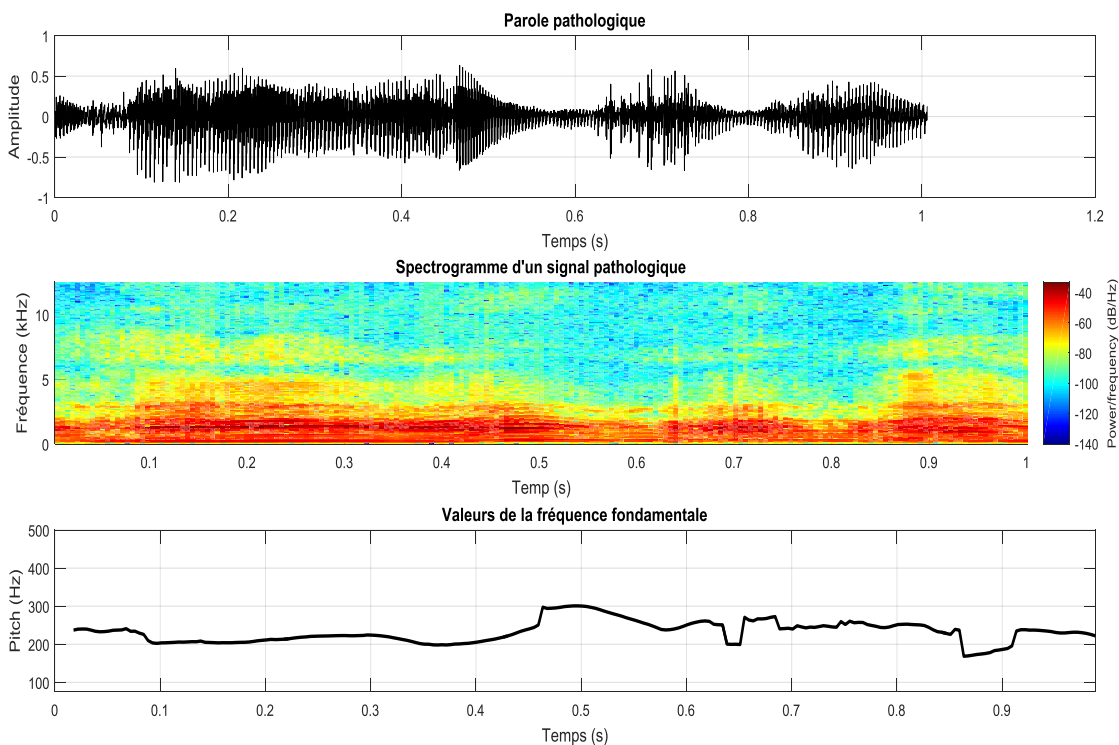 Parole pathologique
1
0.5
0
-0.5
-1
Amplitude
0 0.2 0.4 0.6 0.8 1 1.2
Temps (s)
Spectrogramme d'un signal pathologique
10
5
0
Fréquence (kHz)
0.1 0.2 0.3 0.4 0.5 0.6 0.7 0.8 0.9 1
Temp (s)
-40
-60
-80
-100
-120
-140
Power/frequency (dB/Hz)
Valeurs de la fréquence fondamentale
500
400
300
200
100
Pitch (Hz)
0 0.1 0.2 0.3 0.4 0.5 0.6 0.7 0.8 0.9
Temps (s)